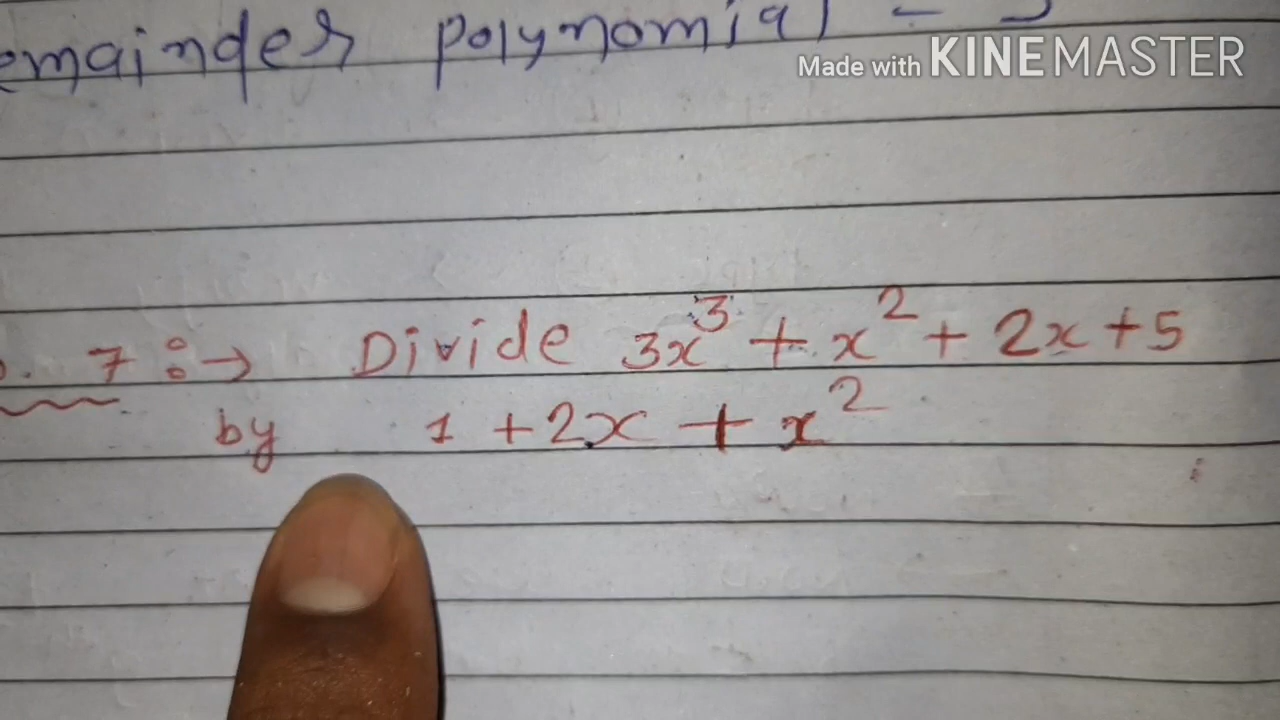 emainder polynomial =
Made with KINEMASTER
. 7 :→ Divide 3x³ + x² + 2x + 5
by 1 + 2x + x²